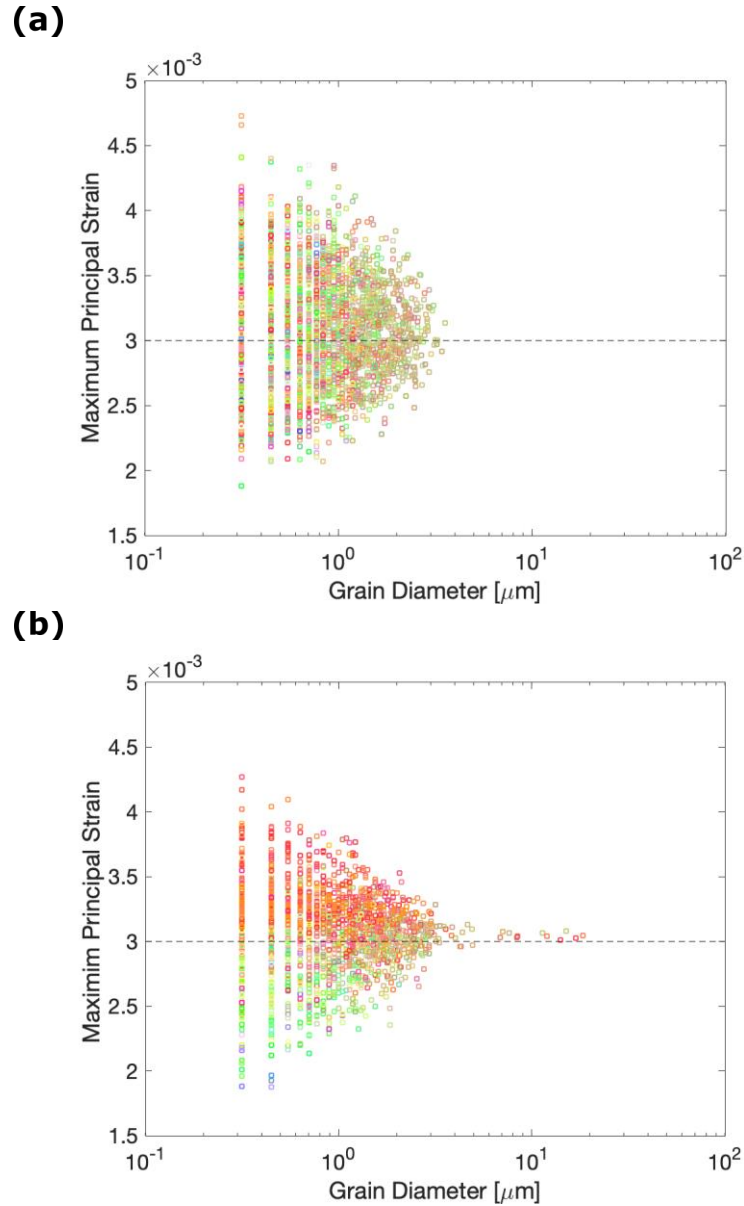 (a)
×10⁻³
5
4.5
4
3.5
3
2.5
2
1.5
Maximum Principal Strain
10⁻¹ 10⁰ 10¹ 10²
Grain Diameter [μm]
(b)
×10⁻³
5
4.5
4
3.5
3
2.5
2
1.5
Maximim Principal Strain
10⁻¹ 10⁰ 10¹ 10²
Grain Diameter [μm]